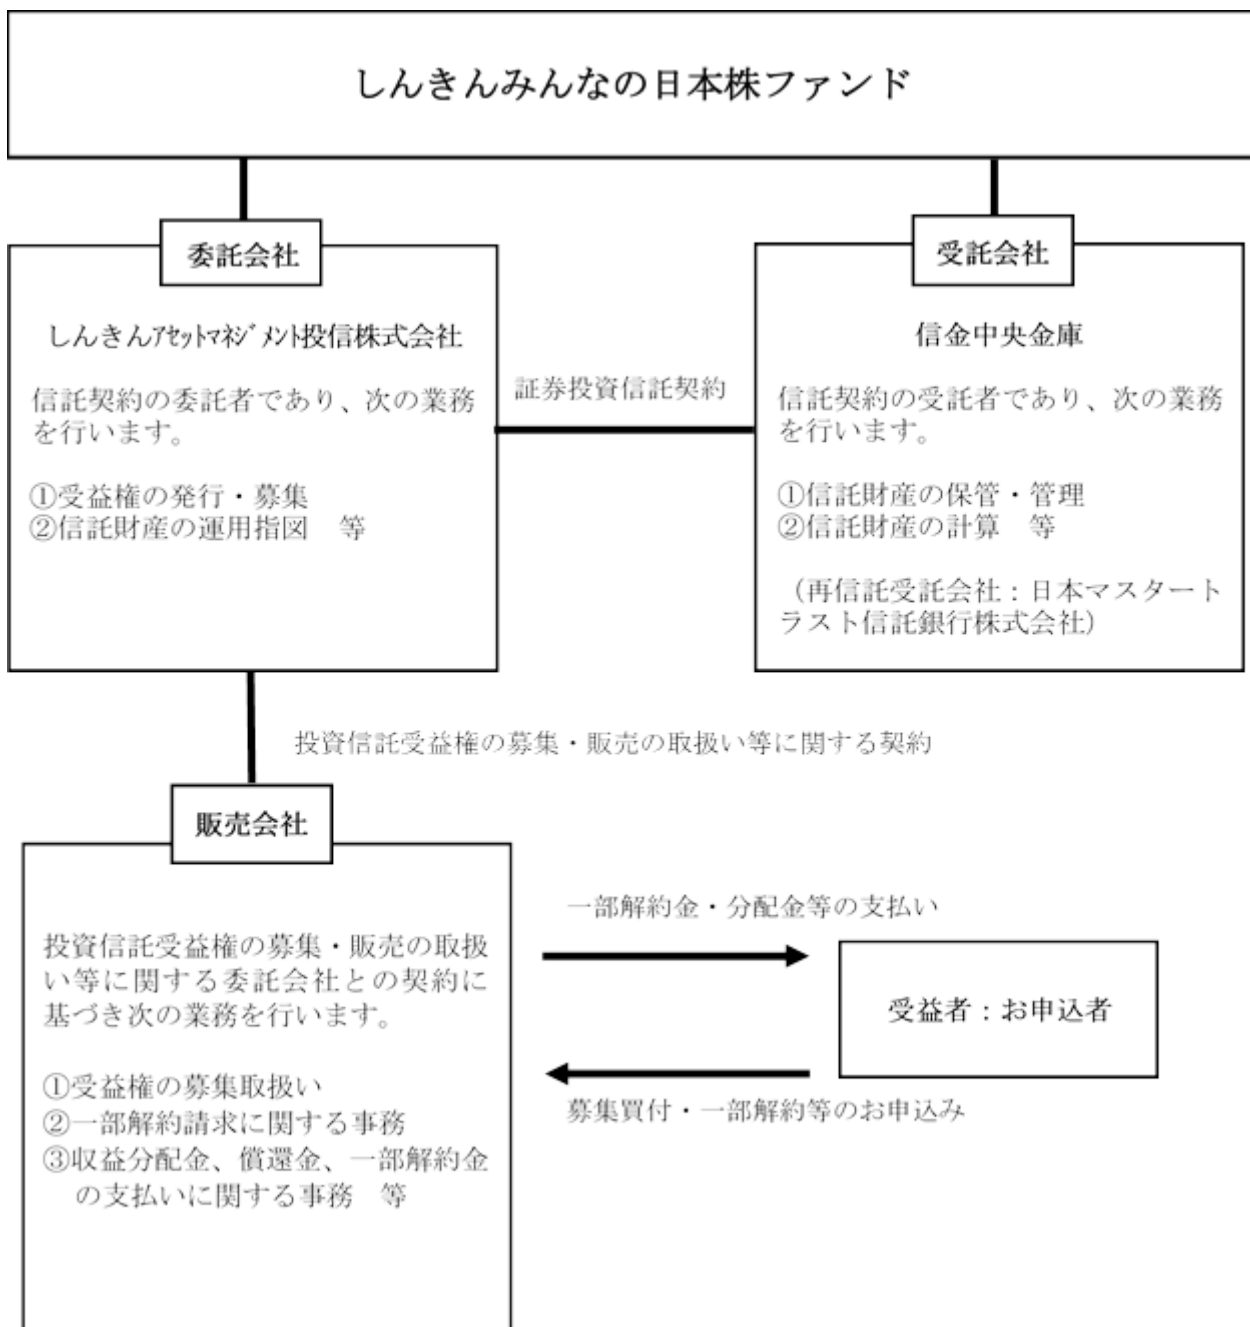 しんきんみんなの日本株ファンド
委託会社
しんきんｱｾｯﾄﾏﾈｼﾞﾒﾝﾄ投信株式会社
信託契約の委託者であり、次の業務
を行います。
①受益権の発行・募集
②信託財産の運用指図　等
証券投資信託契約
受託会社
信金中央金庫
信託契約の受託者であり、次の業務
を行います。
①信託財産の保管・管理
②信託財産の計算　等
（再信託受託会社：日本マスタート
ラスト信託銀行株式会社）
投資信託受益権の募集・販売の取扱い等に関する契約
販売会社
投資信託受益権の募集・販売の取扱
い等に関する委託会社との契約に
基づき次の業務を行います。
①受益権の募集取扱い
②一部解約請求に関する事務
③収益分配金、償還金、一部解約金
の支払いに関する事務　等
一部解約金・分配金等の支払い
受益者：お申込者
募集買付・一部解約等のお申込み